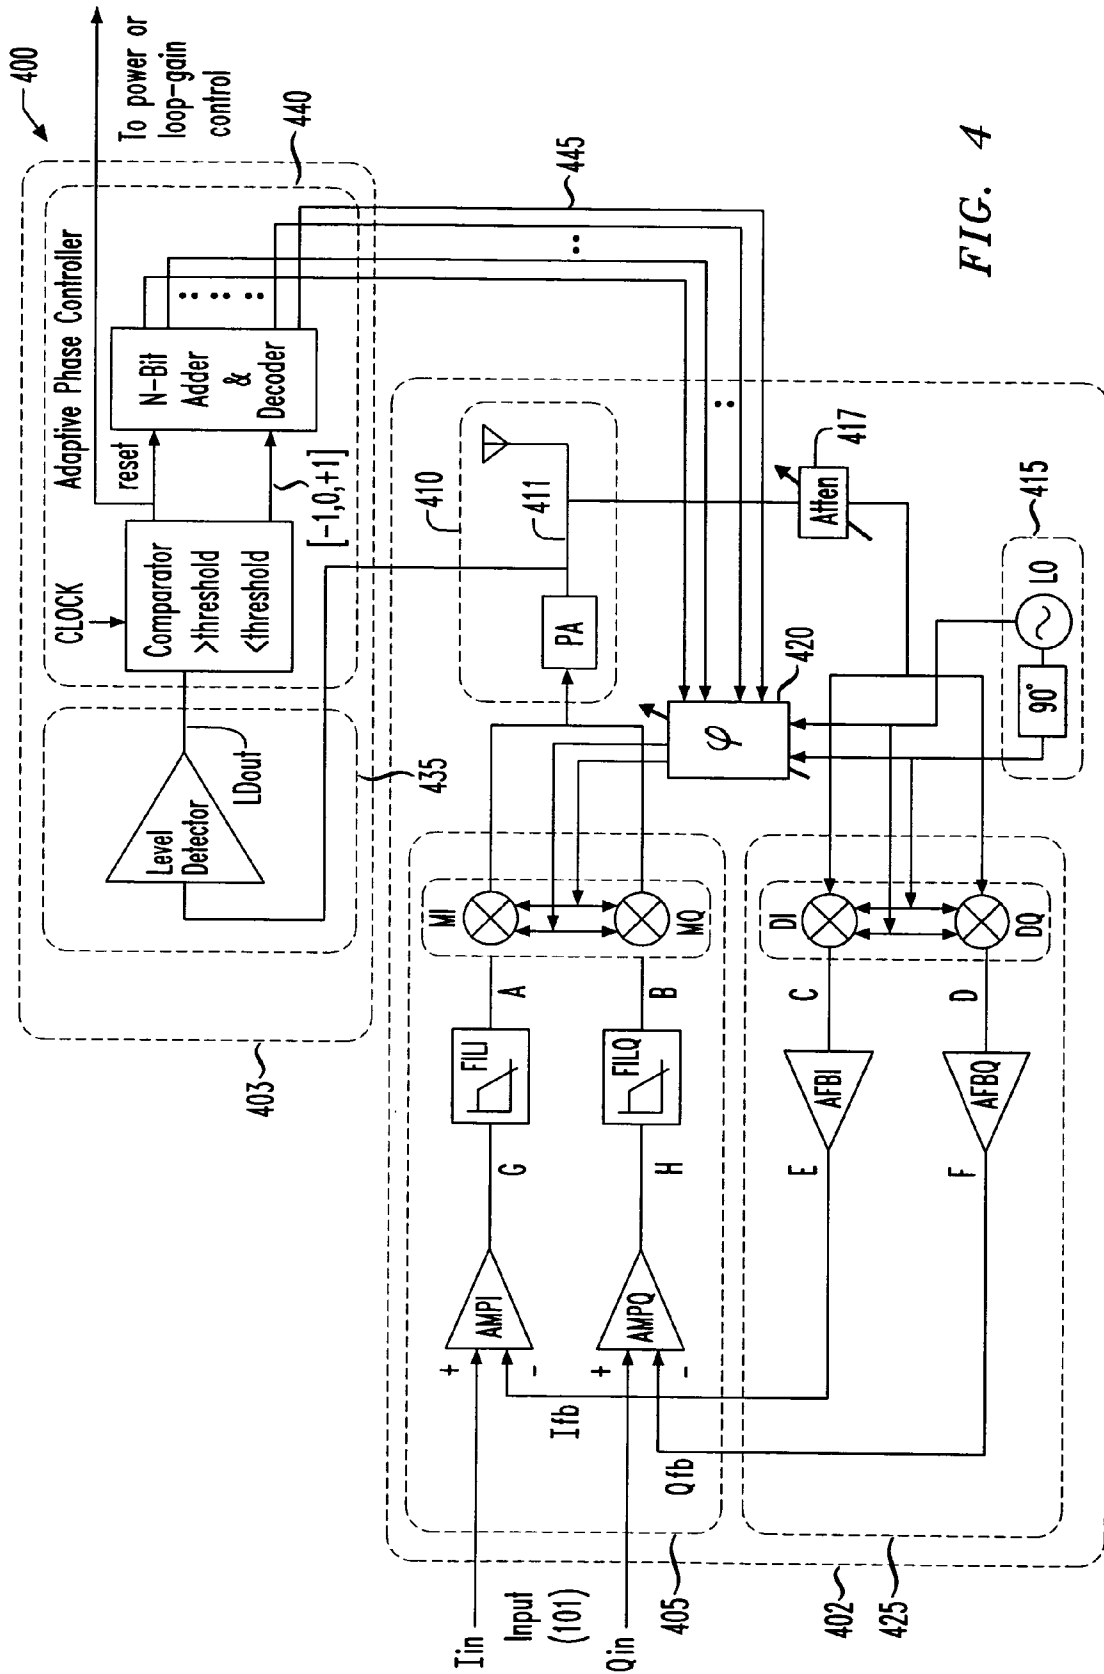 400
To power or
loop-gain
control
Adaptive Phase Controller
440
CLOCK
reset
Comparator
>threshold
<threshold
N-Bit
Adder
&
Decoder
[-1,0,+1]
445
Level
Detector
LDout
435
403
410
411
PA
Atten
417
415
LO
90°
420
φ
MI
MQ
A
B
FILI
FILQ
G
H
AMPI
+
-
AMPQ
+
-
Iin
Input
(101)
Qin
Ifb
Qfb
405
DI
DQ
C
D
AFBI
AFBQ
E
F
402
425
FIG. 4